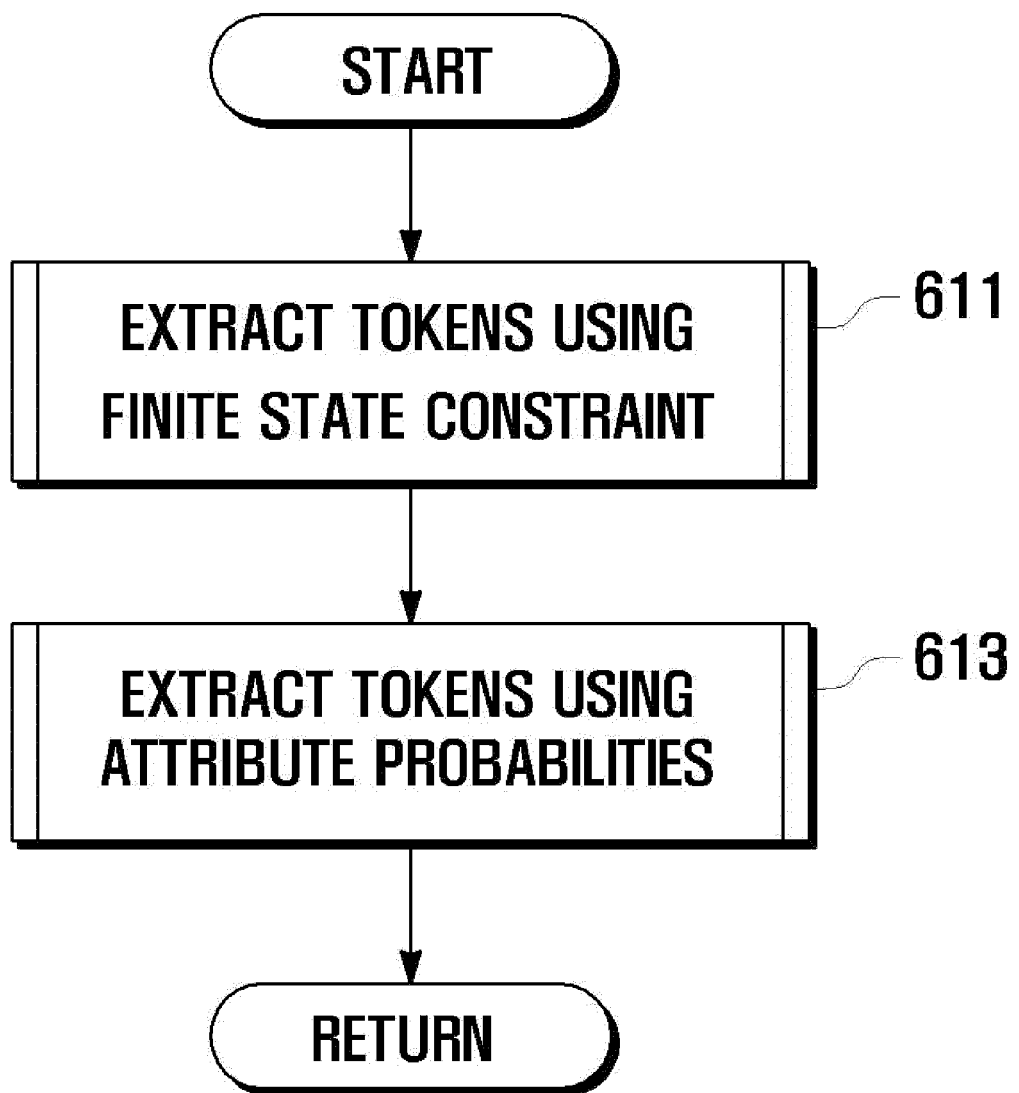 START
EXTRACT TOKENS USING
FINITE STATE CONSTRAINT
611
EXTRACT TOKENS USING
ATTRIBUTE PROBABILITIES
613
RETURN